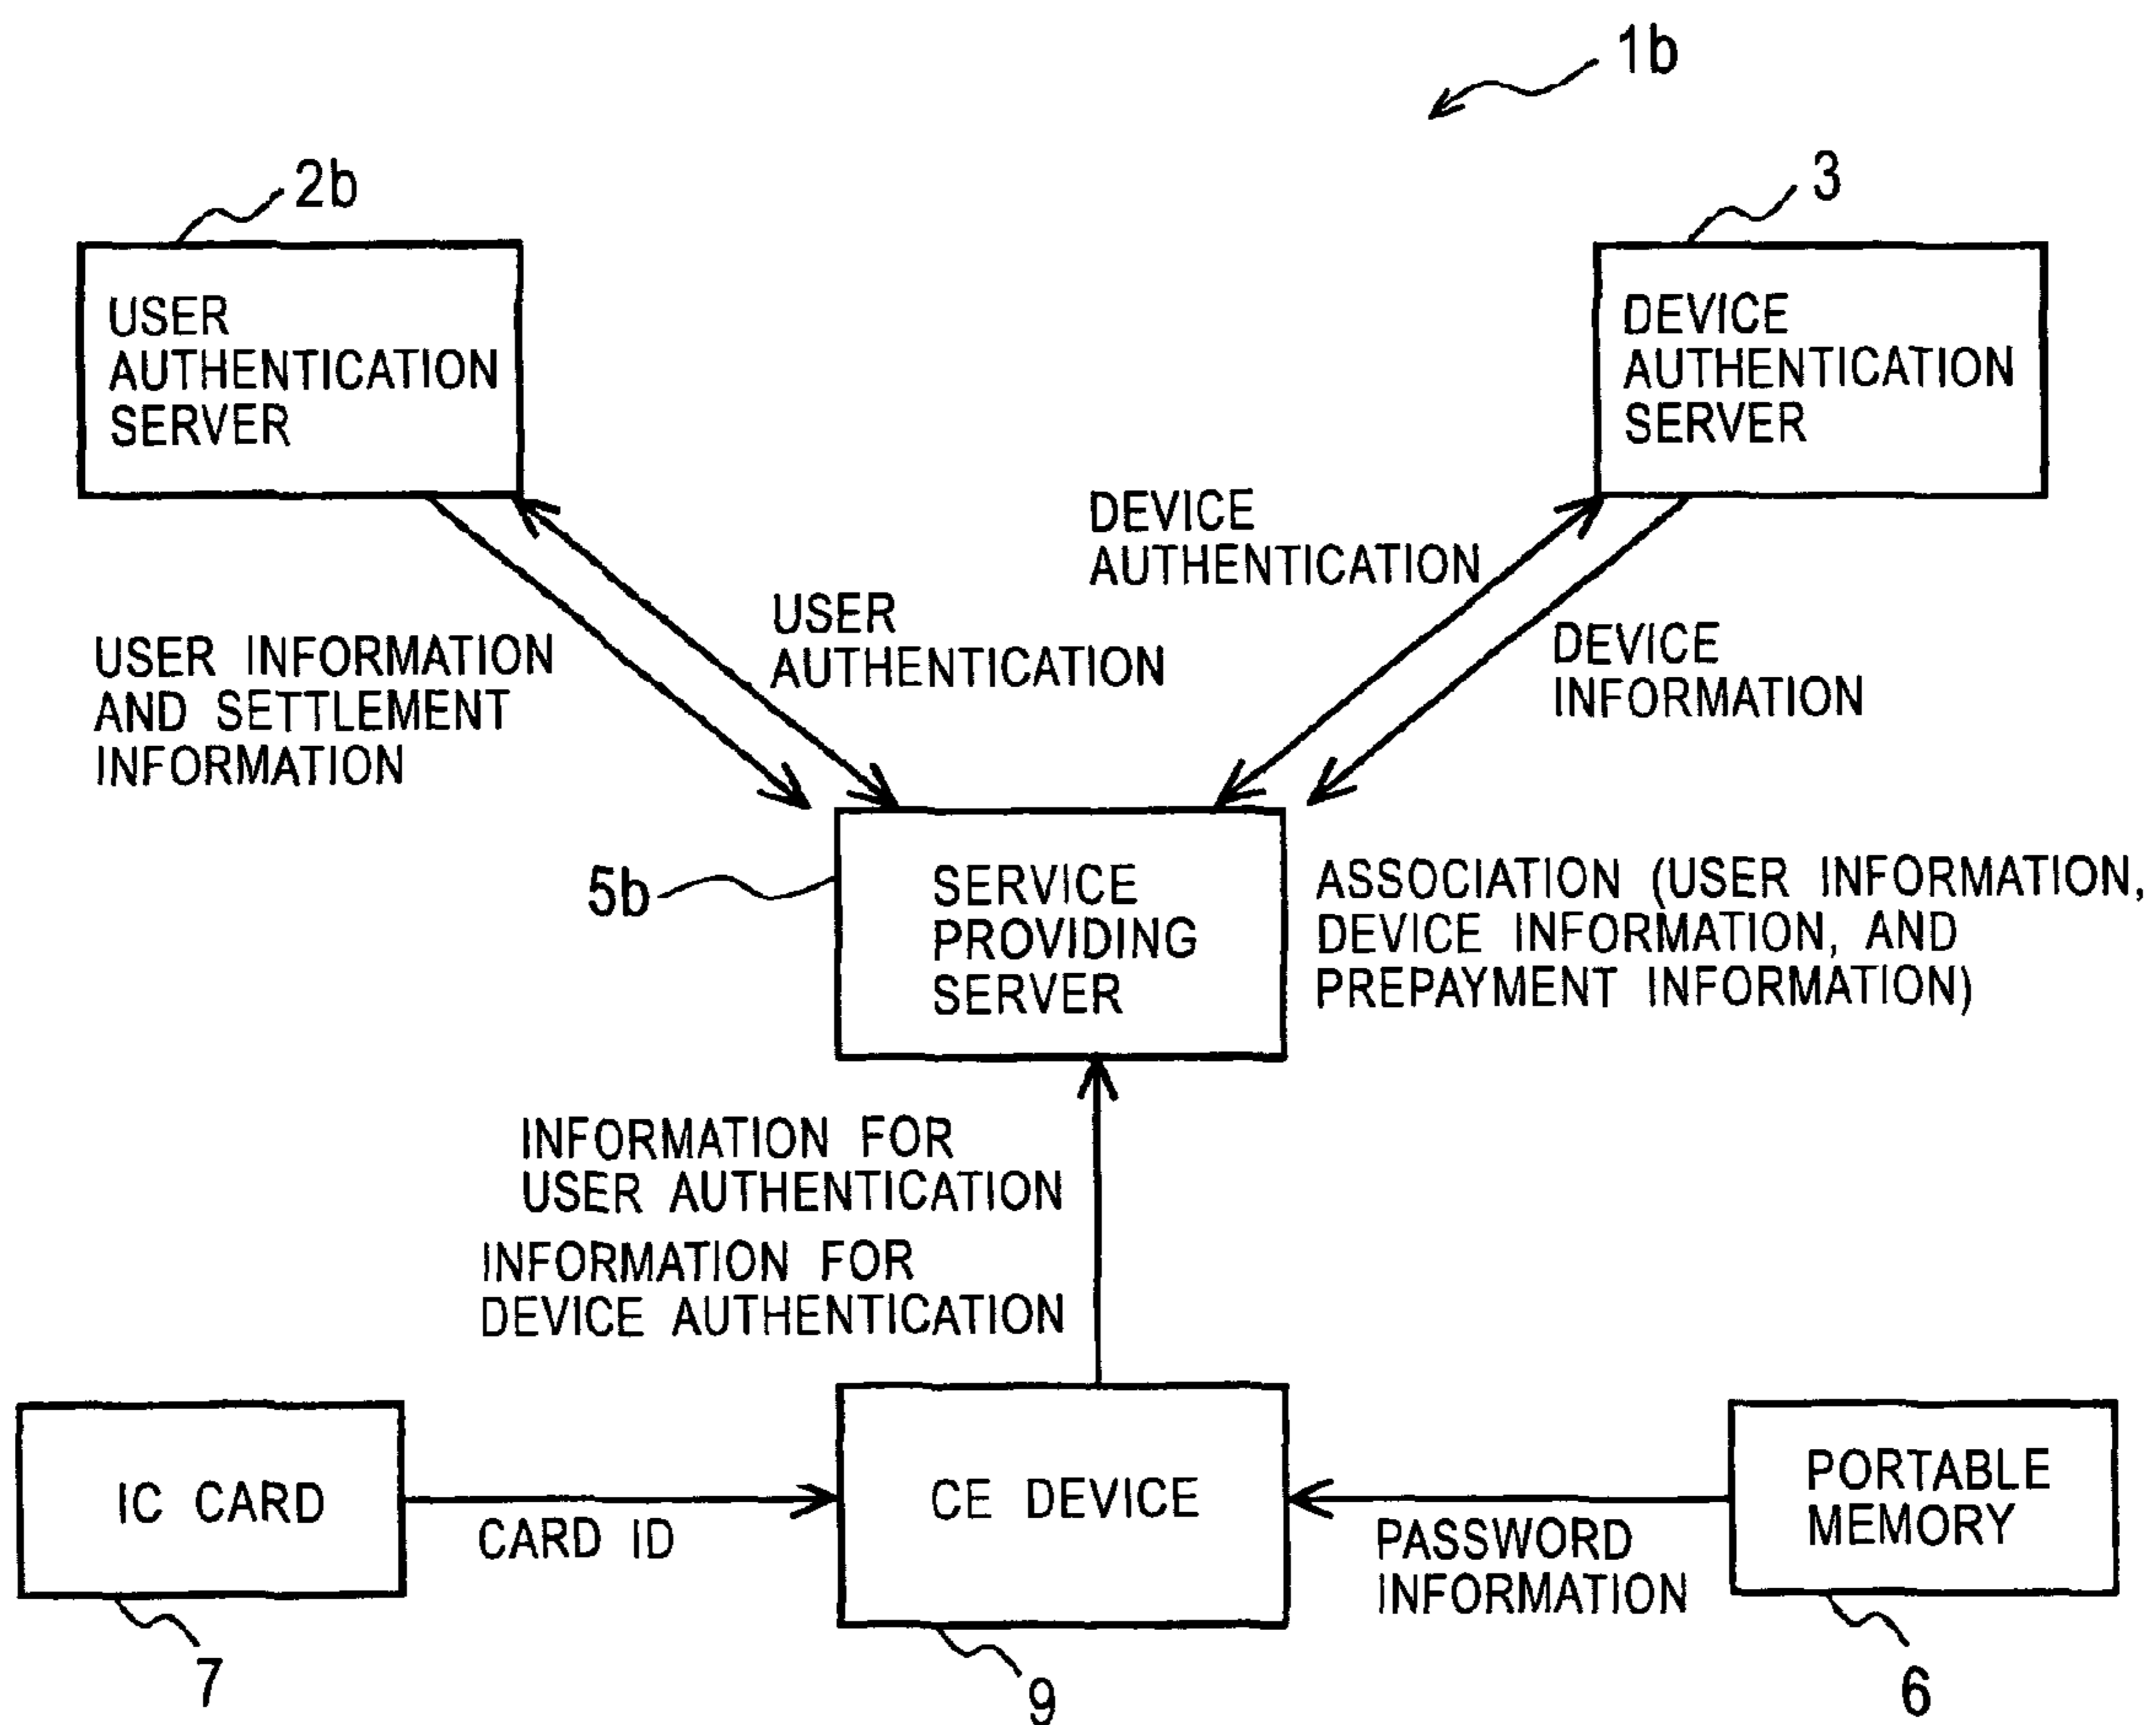 1b
2b
3
USER
AUTHENTICATION
SERVER
DEVICE
AUTHENTICATION
SERVER
DEVICE
AUTHENTICATION
USER
AUTHENTICATION
USER INFORMATION
AND SETTLEMENT
INFORMATION
DEVICE
INFORMATION
5b
SERVICE
PROVIDING
SERVER
ASSOCIATION (USER INFORMATION,
DEVICE INFORMATION, AND
PREPAYMENT INFORMATION)
INFORMATION FOR
USER AUTHENTICATION
INFORMATION FOR
DEVICE AUTHENTICATION
IC CARD
CARD ID
CE DEVICE
PASSWORD
INFORMATION
PORTABLE
MEMORY
7
9
6